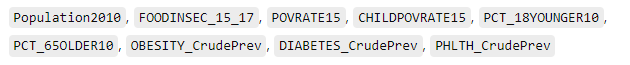 Population2010, FOODINSEC_15_17, POVRATE15, CHILDPOVRATE15, PCT_18YOUNGER10,
PCT_65OLDER10, OBESITY_CrudePrev, DIABETES_CrudePrev, PHLTH_CrudePrev